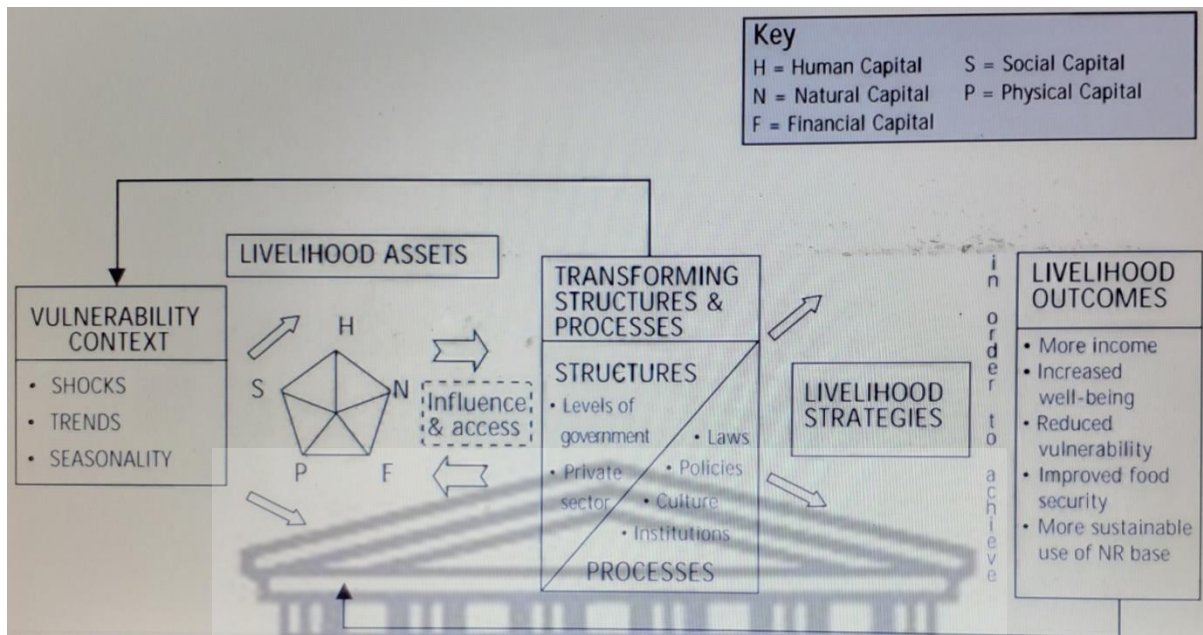 Key
H = Human Capital
S = Social Capital
N = Natural Capital
P = Physical Capital
F = Financial Capital
LIVELIHOOD ASSETS
VULNERABILITY
CONTEXT
• SHOCKS
• TRENDS
• SEASONALITY
H
S
N
P
F
Influence
& access
TRANSFORMING
STRUCTURES &
PROCESSES
STRUCTURES
• Levels of
government
• Private
sector
• Laws
• Policies
• Culture
• Institutions
PROCESSES
LIVELIHOOD
STRATEGIES
in order to achieve
LIVELIHOOD
OUTCOMES
• More income
• Increased
well-being
• Reduced
vulnerability
• Improved food
security
• More sustainable
use of NR base